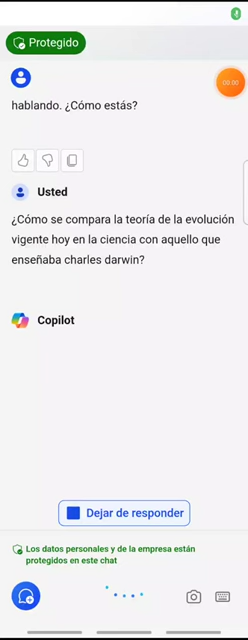 Protegido
00:00
hablando. ¿Cómo estás?
Usted
¿Cómo se compara la teoría de la evolución
vigente hoy en la ciencia con aquello que
enseñaba charles darwin?
Copilot
Dejar de responder
Los datos personales y de la empresa están
protegidos en este chat